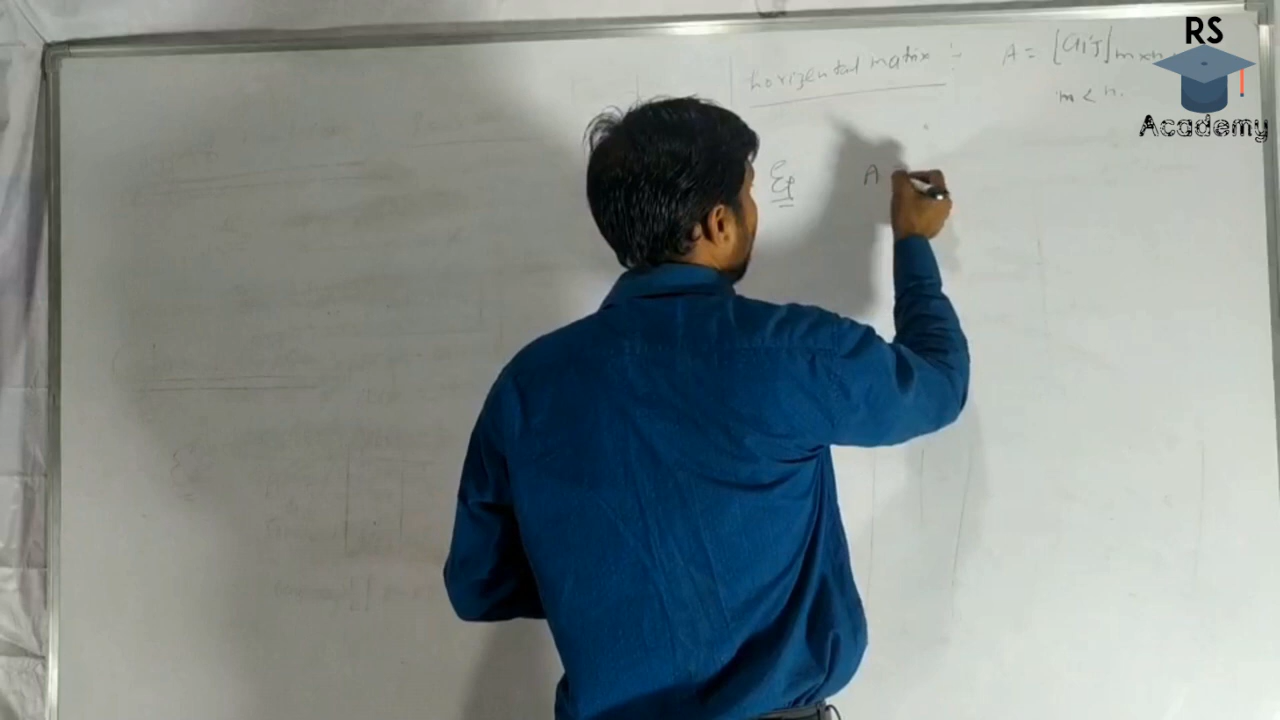 RS
Academy
horizental matrix :- A = [aij]m×n
m < n.
Eg A